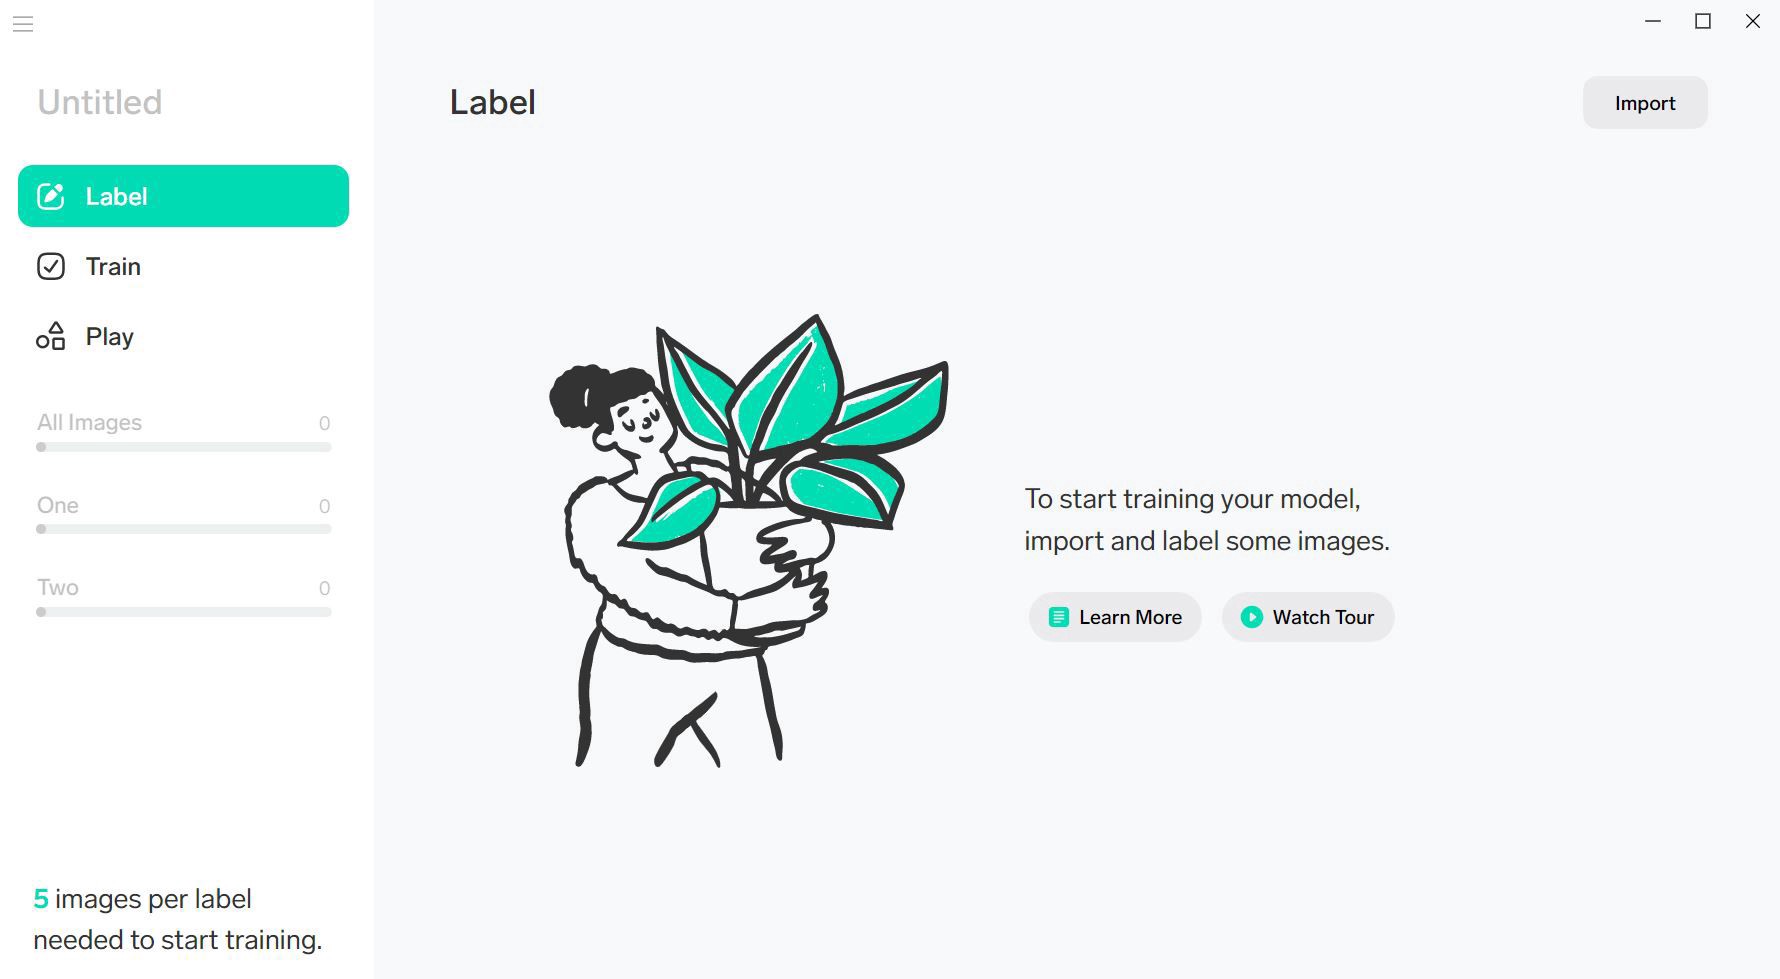 Untitled
Label
Train
Play
All Images 0
One 0
Two 0
5 images per label
needed to start training.
Label
Import
To start training your model,
import and label some images.
Learn More
Watch Tour